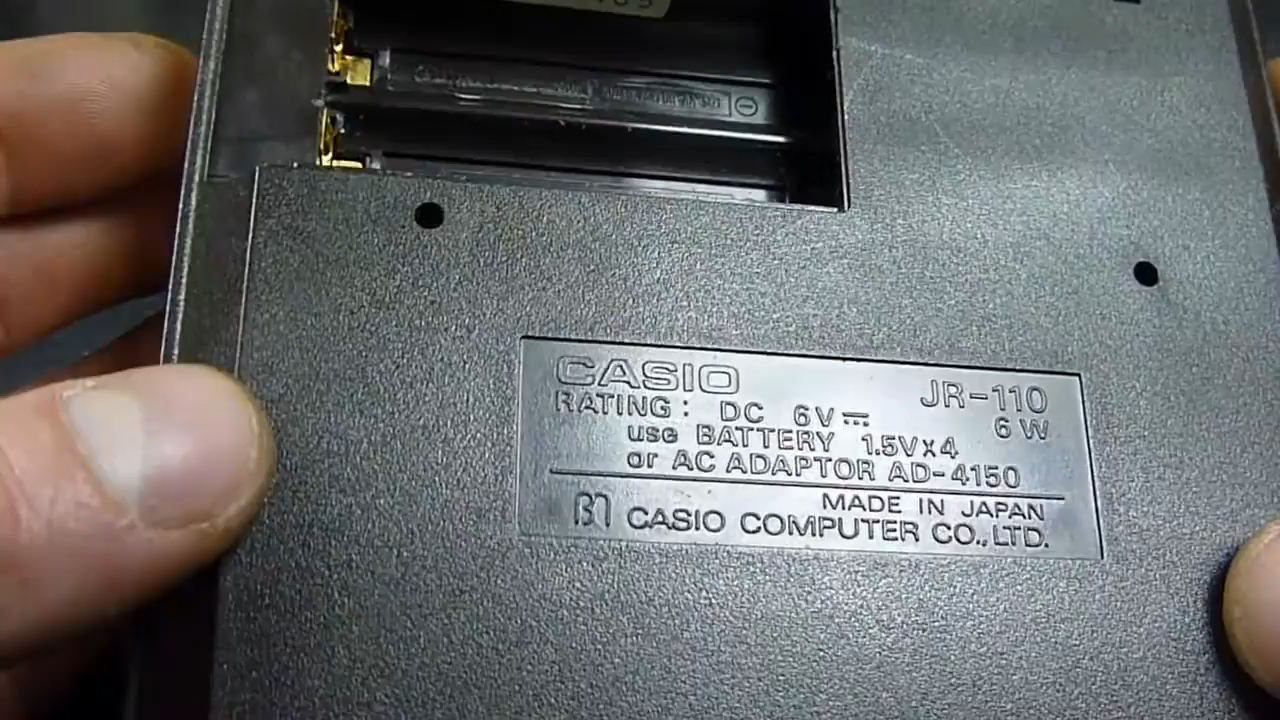 CASIO JR-110
RATING: DC 6V⎓ 6W
use BATTERY 1.5V×4
or AC ADAPTOR AD-4150
MADE IN JAPAN
CASIO COMPUTER CO.,LTD.